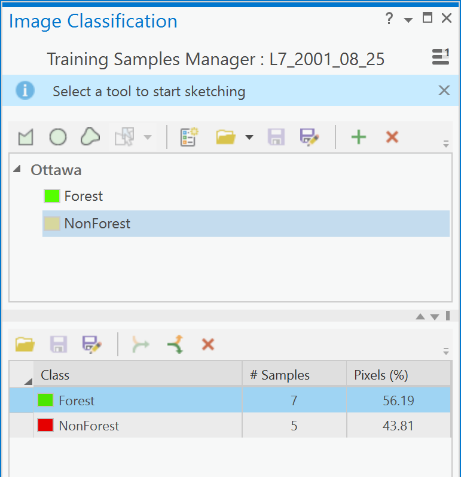 Image Classification ?
Training Samples Manager : L7_2001_08_25
Select a tool to start sketching
Ottawa
Forest
NonForest
Class # Samples Pixels (%)
Forest 7 56.19
NonForest 5 43.81